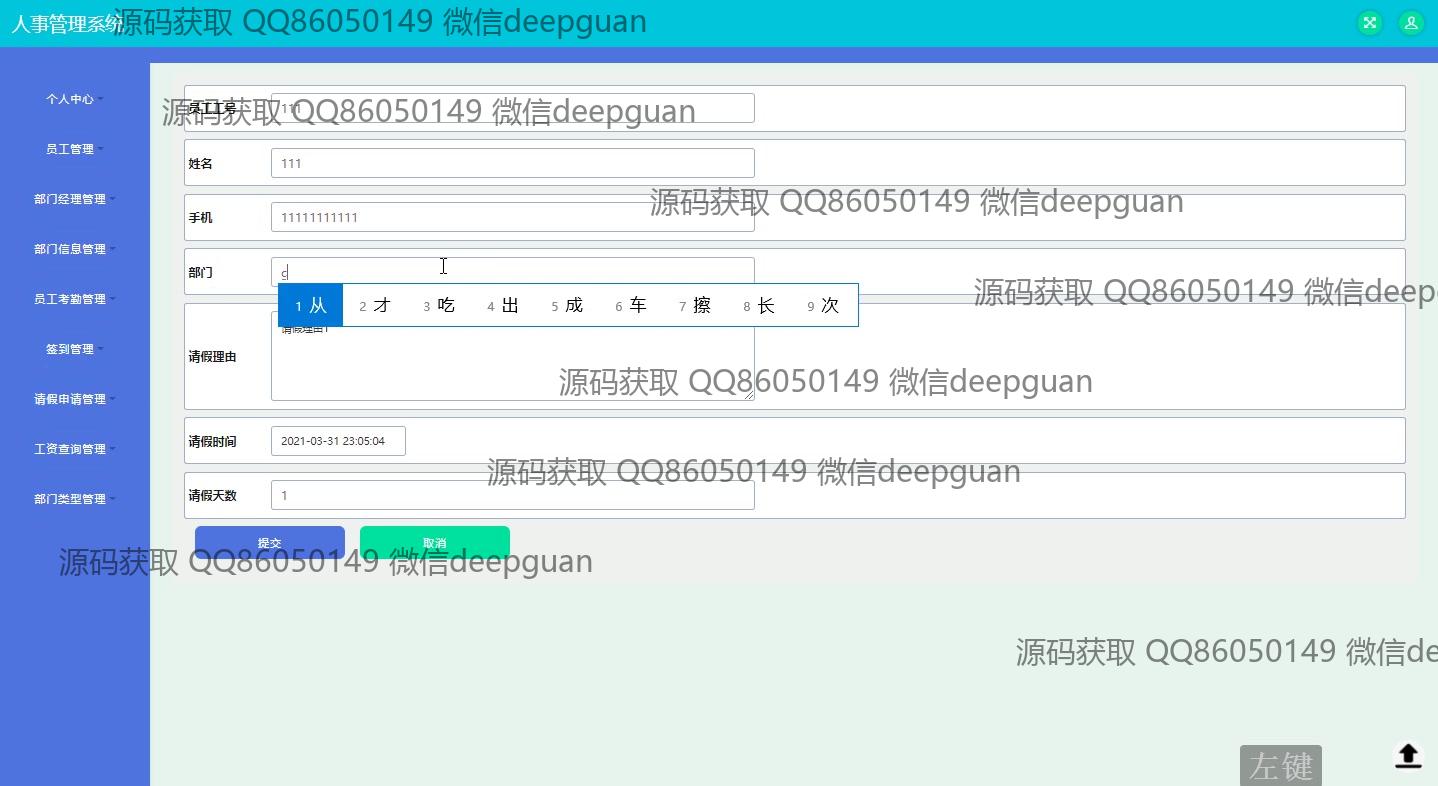 人事管理系统
源码获取 QQ86050149 微信deepguan
个人中心
员工管理
部门经理管理
部门信息管理
员工考勤管理
签到管理
请假申请管理
工资查询管理
部门类型管理
员工工号 111
源码获取 QQ86050149 微信deepguan
姓名 111
源码获取 QQ86050149 微信deepguan
手机 11111111111
部门 c
1 从 2 才 3 吃 4 出 5 成 6 车 7 擦 8 长 9 次
源码获取 QQ86050149 微信deep
请假理由1
请假理由
源码获取 QQ86050149 微信deepguan
请假时间 2021-03-31 23:05:04
源码获取 QQ86050149 微信deepguan
请假天数 1
提交 取消
源码获取 QQ86050149 微信deepguan
源码获取 QQ86050149 微信de
左键